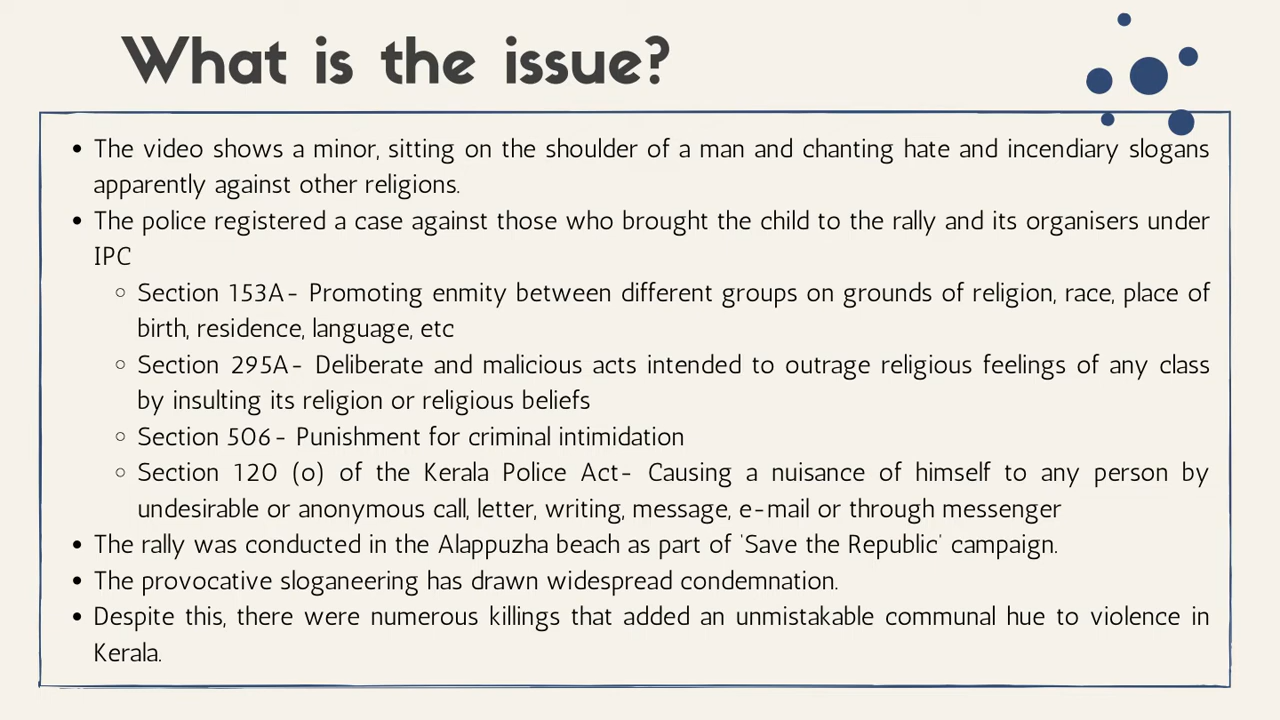 What is the issue?
• The video shows a minor, sitting on the shoulder of a man and chanting hate and incendiary slogans
apparently against other religions.
• The police registered a case against those who brought the child to the rally and its organisers under
IPC
○ Section 153A- Promoting enmity between different groups on grounds of religion, race, place of
birth, residence, language, etc
○ Section 295A- Deliberate and malicious acts intended to outrage religious feelings of any class
by insulting its religion or religious beliefs
○ Section 506- Punishment for criminal intimidation
○ Section 120 (o) of the Kerala Police Act- Causing a nuisance of himself to any person by
undesirable or anonymous call, letter, writing, message, e-mail or through messenger
• The rally was conducted in the Alappuzha beach as part of 'Save the Republic' campaign.
• The provocative sloganeering has drawn widespread condemnation.
• Despite this, there were numerous killings that added an unmistakable communal hue to violence in
Kerala.